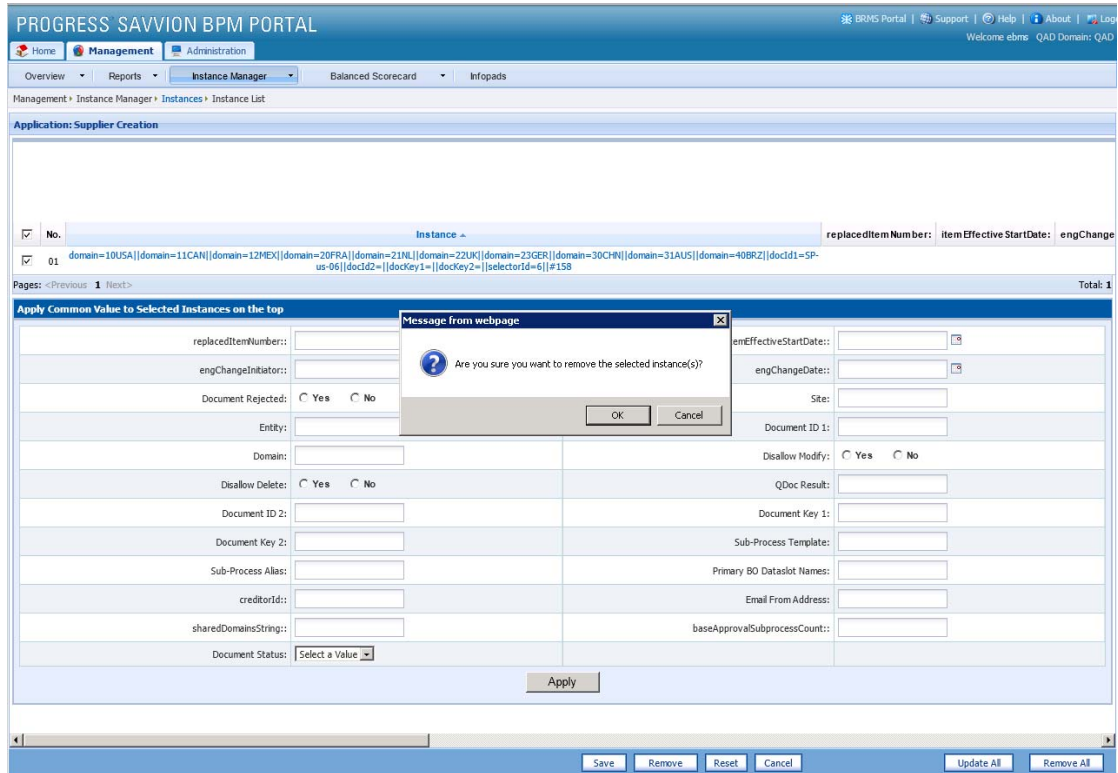 PROGRESS® SAVVION BPM PORTAL
BRMS Portal | Support | Help | About | Log
Welcome ebms QAD Domain: QAD
Home Management Administration
Overview Reports Instance Manager Balanced Scorecard Infopads
Management Instance Manager Instances Instance List
Application: Supplier Creation
No. Instance replacedItemNumber: itemEffectiveStartDate: engChange
01 domain=10USA||domain=11CAN||domain=12MEX||domain=20FRA||domain=21NL||domain=22UK||domain=23GER||domain=30CHN||domain=31AUS||domain=40BRZ||docId1=SP-
us-06||docId2=||docKey1=||docKey2=||selectorId=6||#158
Pages: <Previous 1 Next> Total: 1
Apply Common Value to Selected Instances on the top
Message from webpage
Are you sure you want to remove the selected instance(s)?
OK Cancel
replacedItemNumber:: emEffectiveStartDate::
engChangeInitiator:: engChangeDate::
Document Rejected: Yes No Site:
Entity: Document ID 1:
Domain: Disallow Modify: Yes No
Disallow Delete: Yes No QDoc Result:
Document ID 2: Document Key 1:
Document Key 2: Sub-Process Template:
Sub-Process Alias: Primary BO Dataslot Names:
creditorId:: Email From Address:
sharedDomainsString:: baseApprovalSubprocessCount::
Document Status: Select a Value
Apply
Save Remove Reset Cancel Update All Remove All